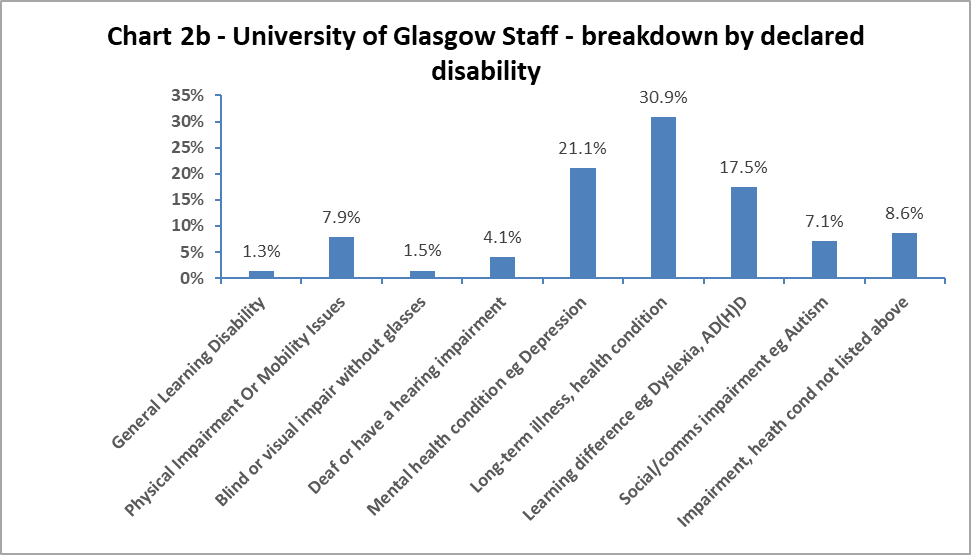 Chart 2b - University of Glasgow Staff - breakdown by declared
disability
35%
30%
25%
20%
15%
10%
5%
0%
1.3%
7.9%
1.5%
4.1%
21.1%
30.9%
17.5%
7.1%
8.6%
General Learning Disability
Physical Impairment Or Mobility Issues
Blind or visual impair without glasses
Deaf or have a hearing impairment
Mental health condition eg Depression
Long-term illness, health condition
Learning difference eg Dyslexia, AD(H)D
Social/comms impairment eg Autism
Impairment, heath cond not listed above